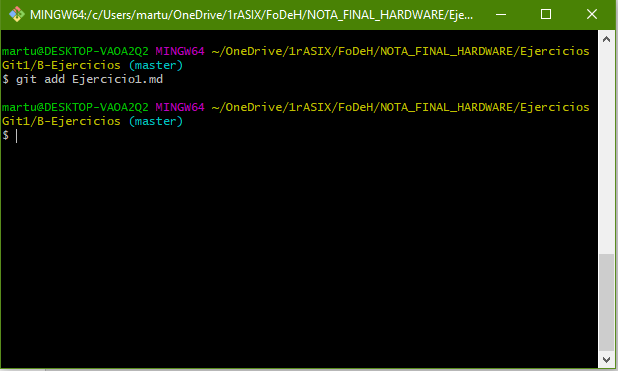 MINGW64:/c/Users/martu/OneDrive/1rASIX/FoDeH/NOTA_FINAL_HARDWARE/Eje...
martu@DESKTOP-VAOA2Q2 MINGW64 ~/OneDrive/1rASIX/FoDeH/NOTA_FINAL_HARDWARE/Ejercicios
Git1/B-Ejercicios (master)
$ git add Ejercicio1.md
martu@DESKTOP-VAOA2Q2 MINGW64 ~/OneDrive/1rASIX/FoDeH/NOTA_FINAL_HARDWARE/Ejercicios
Git1/B-Ejercicios (master)
$